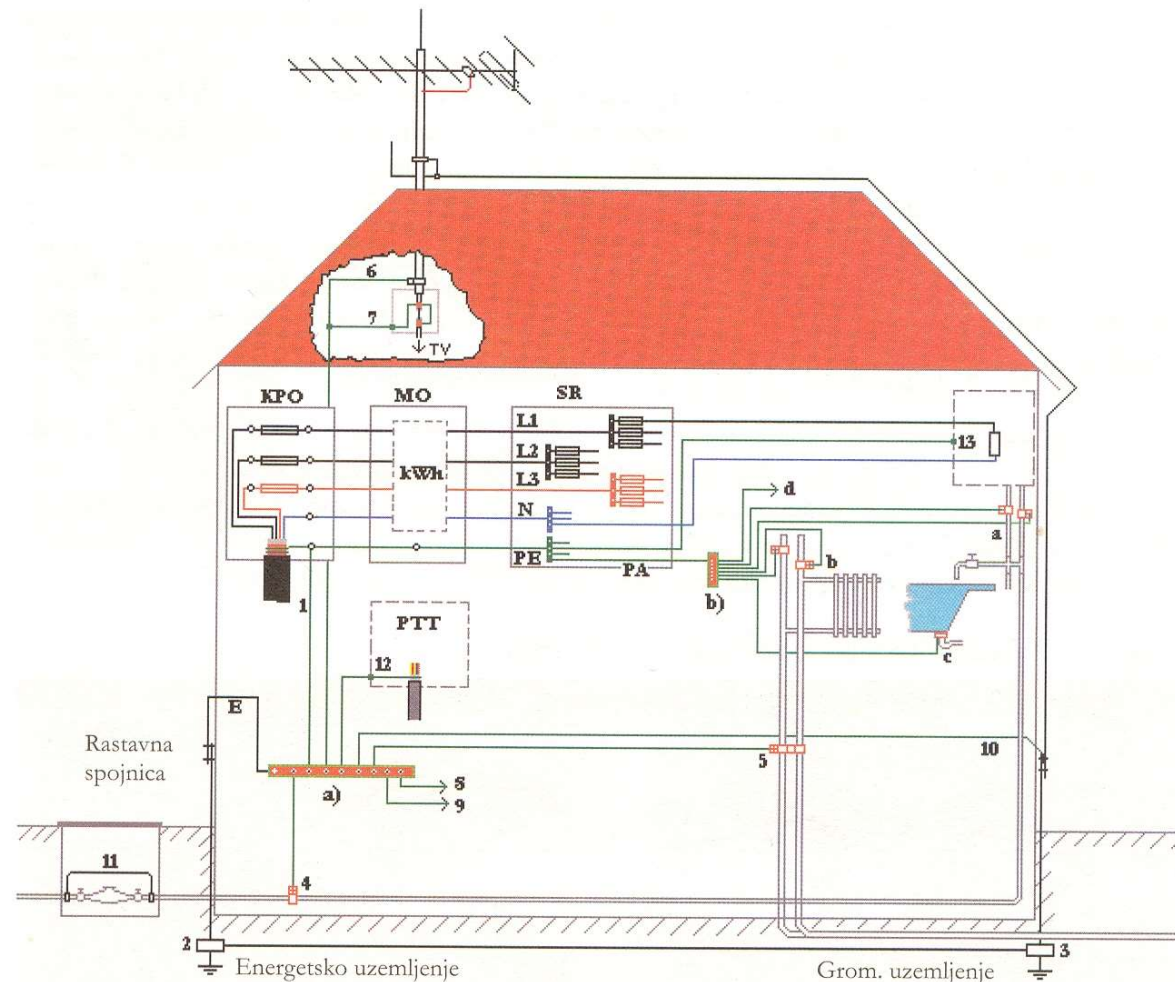 6
7
TV
KPO
MO
SR
L1
L2
kWh
L3
N
PE
PA
13
d
a
b
b)
c
1
PTT
12
E
Rastavna
spojnica
10
5
a)
8
9
11
4
2
3
Energetsko uzemljenje
Grom. uzemljenje